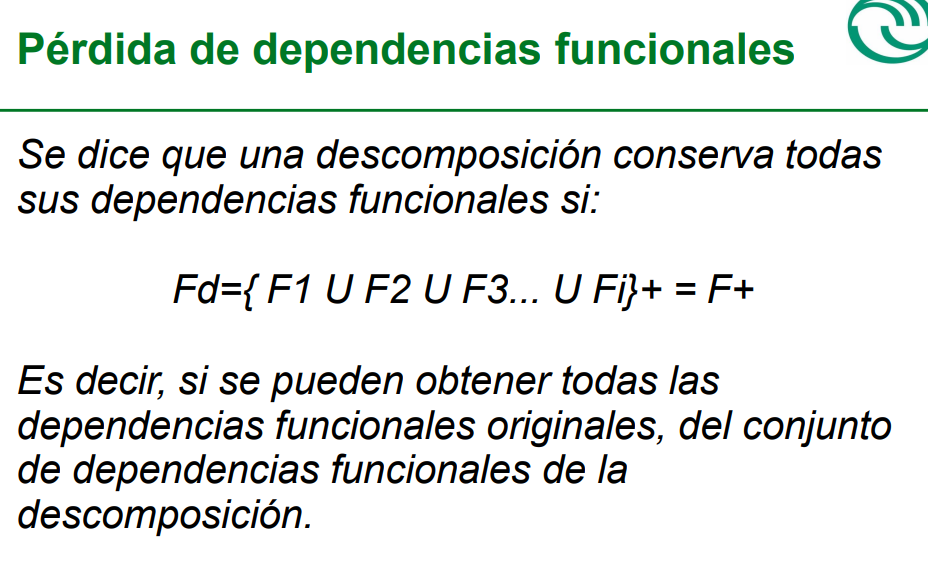 Pérdida de dependencias funcionales
Se dice que una descomposición conserva todas
sus dependencias funcionales si:
Fd={ F1 U F2 U F3... U Fi}+ = F+
Es decir, si se pueden obtener todas las
dependencias funcionales originales, del conjunto
de dependencias funcionales de la
descomposición.